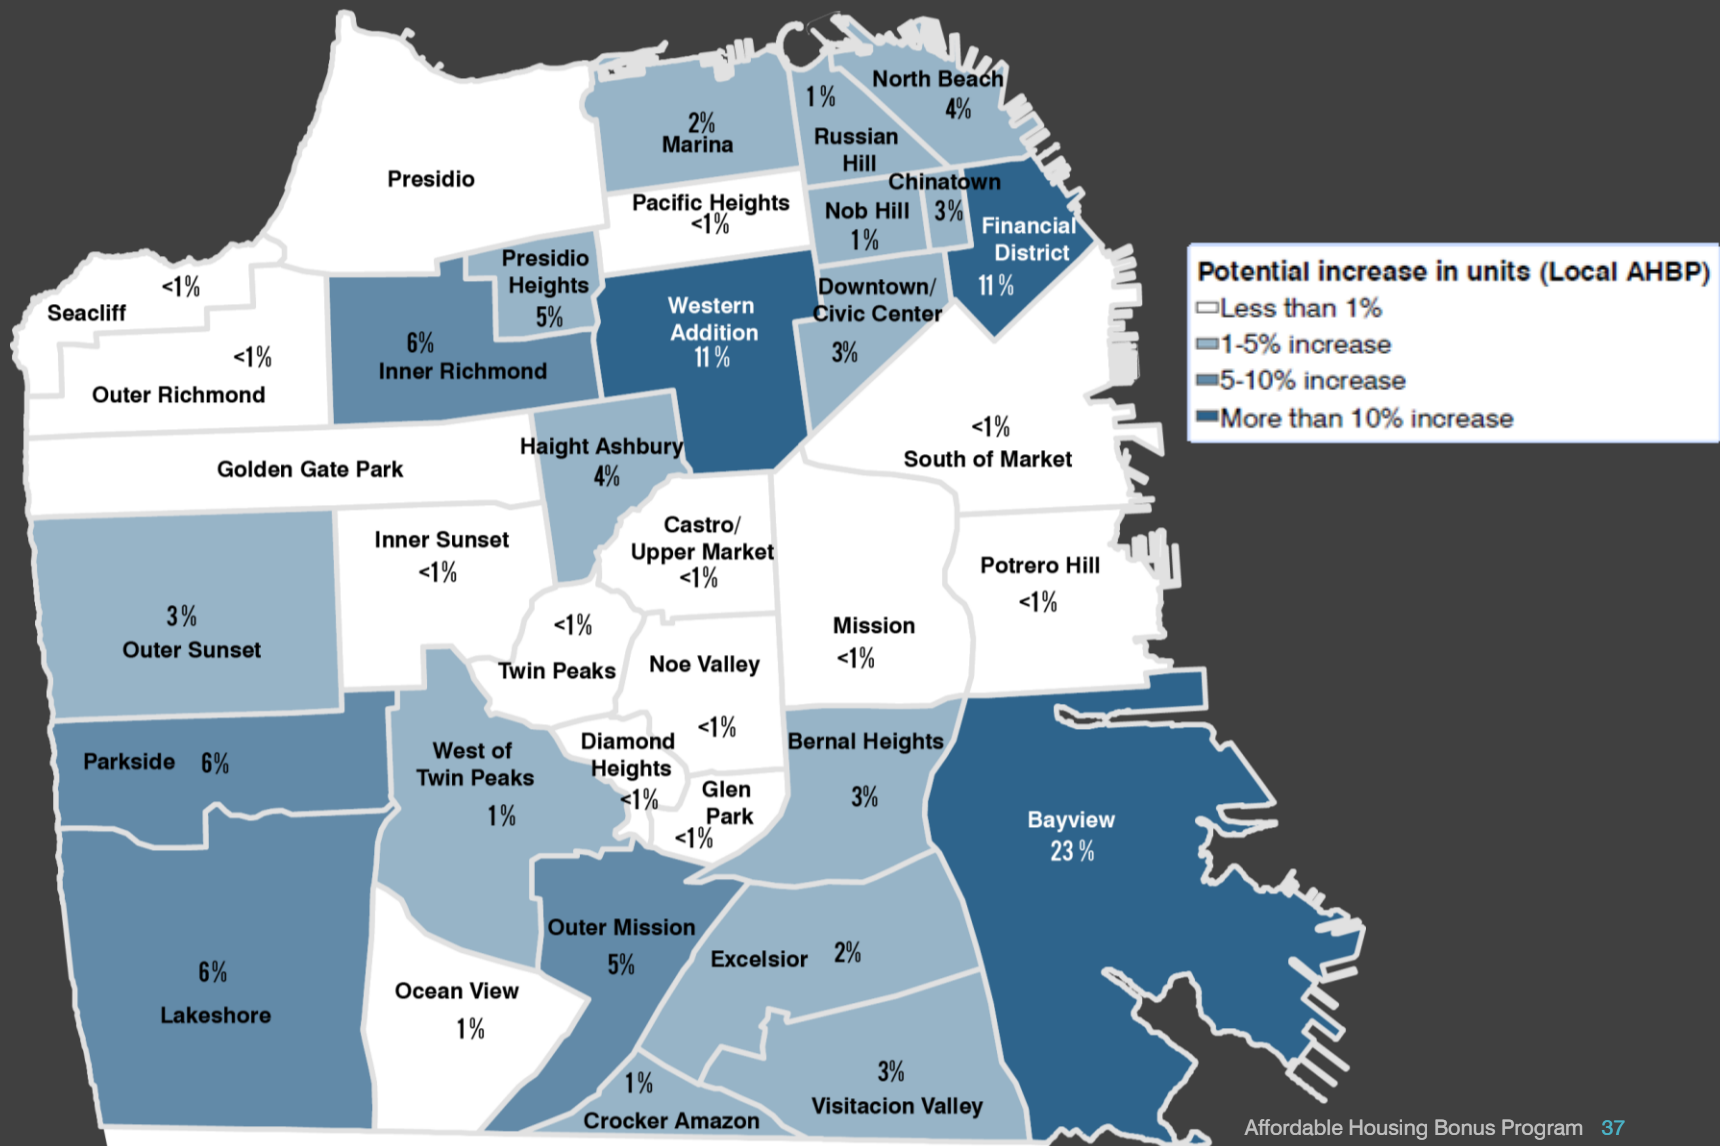 North Beach
4%
1%
Russian
Hill
2%
Marina
Presidio
Chinatown
3%
Pacific Heights
<1%
Nob Hill
1%
Financial
District
11%
Presidio
Heights
5%
<1%
Seacliff
Western
Addition
11%
Downtown/
Civic Center
3%
6%
Inner Richmond
<1%
Outer Richmond
Potential increase in units (Local AHBP)
Less than 1%
1-5% increase
5-10% increase
More than 10% increase
Haight Ashbury
4%
<1%
South of Market
Golden Gate Park
Castro/
Upper Market
<1%
Inner Sunset
<1%
Potrero Hill
<1%
3%
Outer Sunset
<1%
Twin Peaks
Mission
<1%
Noe Valley
<1%
Parkside 6%
West of
Twin Peaks
1%
Diamond
Heights
<1%
Glen
Park
<1%
Bernal Heights
3%
Bayview
23%
Outer Mission
5%
Excelsior 2%
6%
Lakeshore
Ocean View
1%
1%
Crocker Amazon
3%
Visitacion Valley
Affordable Housing Bonus Program 37